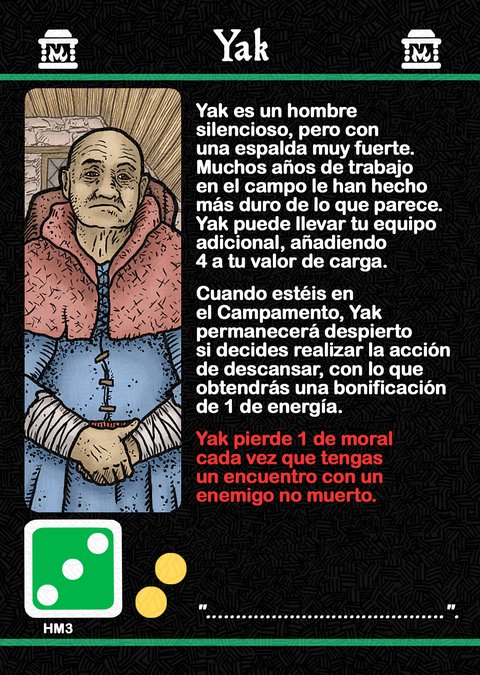 M Yak M
Yak es un hombre
silencioso, pero con
una espalda muy fuerte.
Muchos años de trabajo
en el campo le han hecho
más duro de lo que parece.
Yak puede llevar tu equipo
adicional, añadiendo
4 a tu valor de carga.
Cuando estéis en
el Campamento, Yak
permanecerá despierto
si decides realizar la acción
de descansar, con lo que
obtendrás una bonificación
de 1 de energía.
Yak pierde 1 de moral
cada vez que tengas
un encuentro con un
enemigo no muerto.
"........................................".
HM3